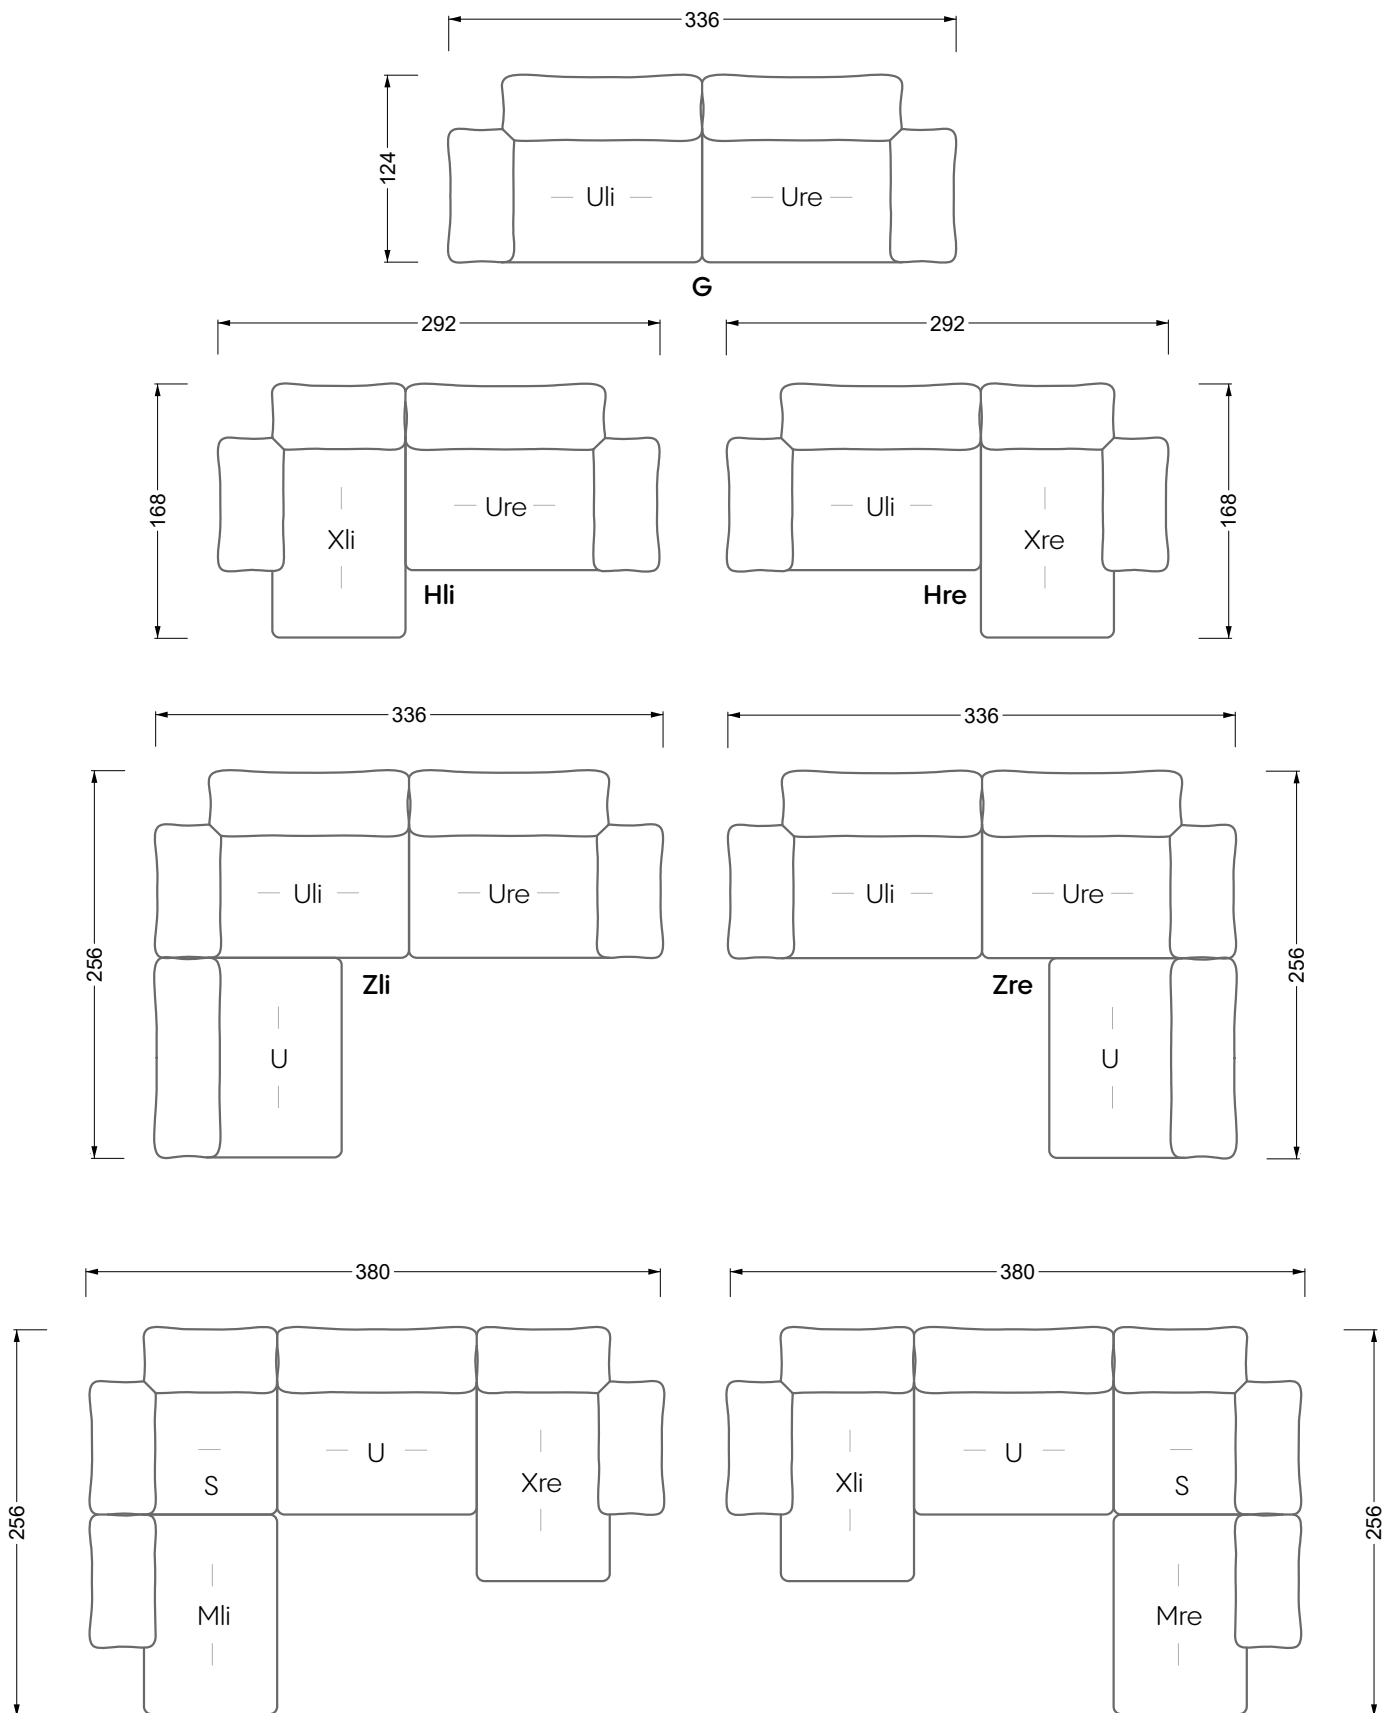 336
124
Uli Ure
G
292 292
168 Xli Ure Uli Xre 168
Hli Hre
336 336
Uli Ure Uli Ure
256 Zli Zre 256
U U
380 380
S U Xre Xli U S
256 256
Mli Mre